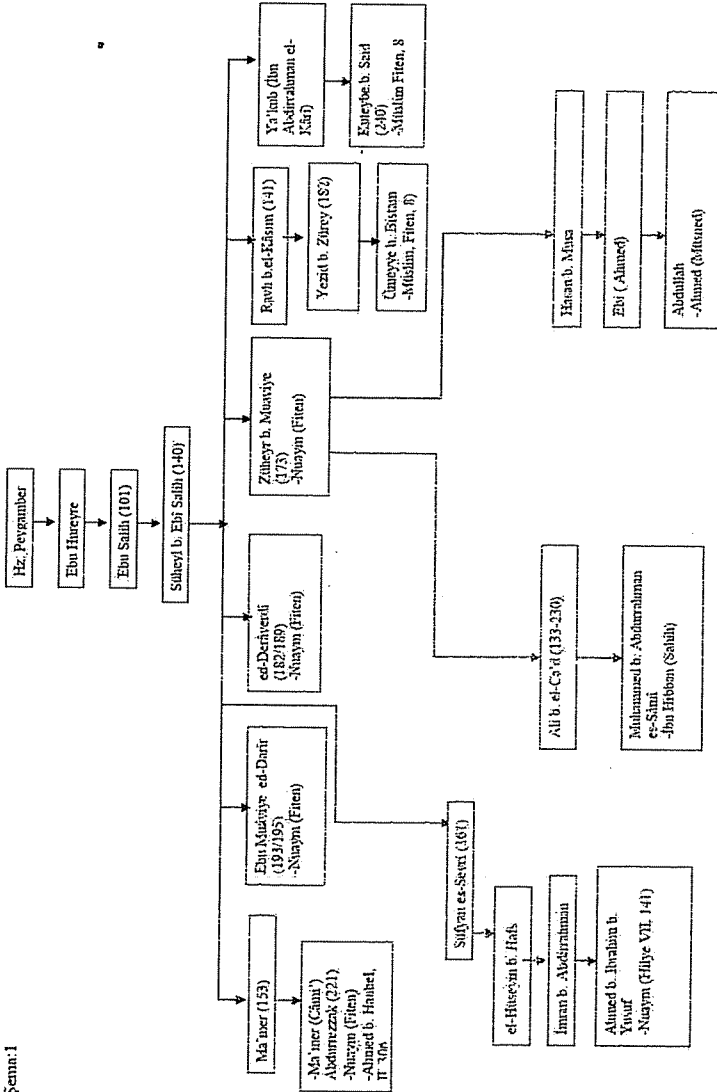 Şema:1
Hz. Peygamber
Ebu Hureyre
Ebu Salih (101)
Süheyl b. Ebi Salih (140)
Ma'mer (153)
-Ma'mer (Câmi')
Abdurrezzak (221)
-Nuaym (Fiten)
-Ahmed b. Hanbel,
II, 306
Ebu Muâviye ed-Darir
(193/195)
-Nuaym (Fiten)
ed-Derâverdi
(182/189)
-Nuaym (Fiten)
Züheyr b. Muaviye
(173)
-Nuaym (Fiten)
Ravh b.el-Kâsım (141)
Yezid b. Zürey (182)
Ümeyye b. Bistam
-Müslim, Fiten, 8)
Ya'kub (İbn
Abdirrahman el-
Kâri)
Kuteybe b. Said
(240)
-Müslim Fiten, 8
Süfyan es-Sevri (161)
el-Hüseyin b. Hafs
İmran b. Abdirrahman
Ahmed b. İbrahim b.
Yusuf
-Nuaym (Hilye VII, 141)
Ali b. el-Ca'd (133-230)
Muhammed b. Abdurrahman
es-Sâmi
-İbn Hibban (Sahih)
Hasan b. Musa
Ebi ( Ahmed)
Abdullah
-Ahmed (Müsned)